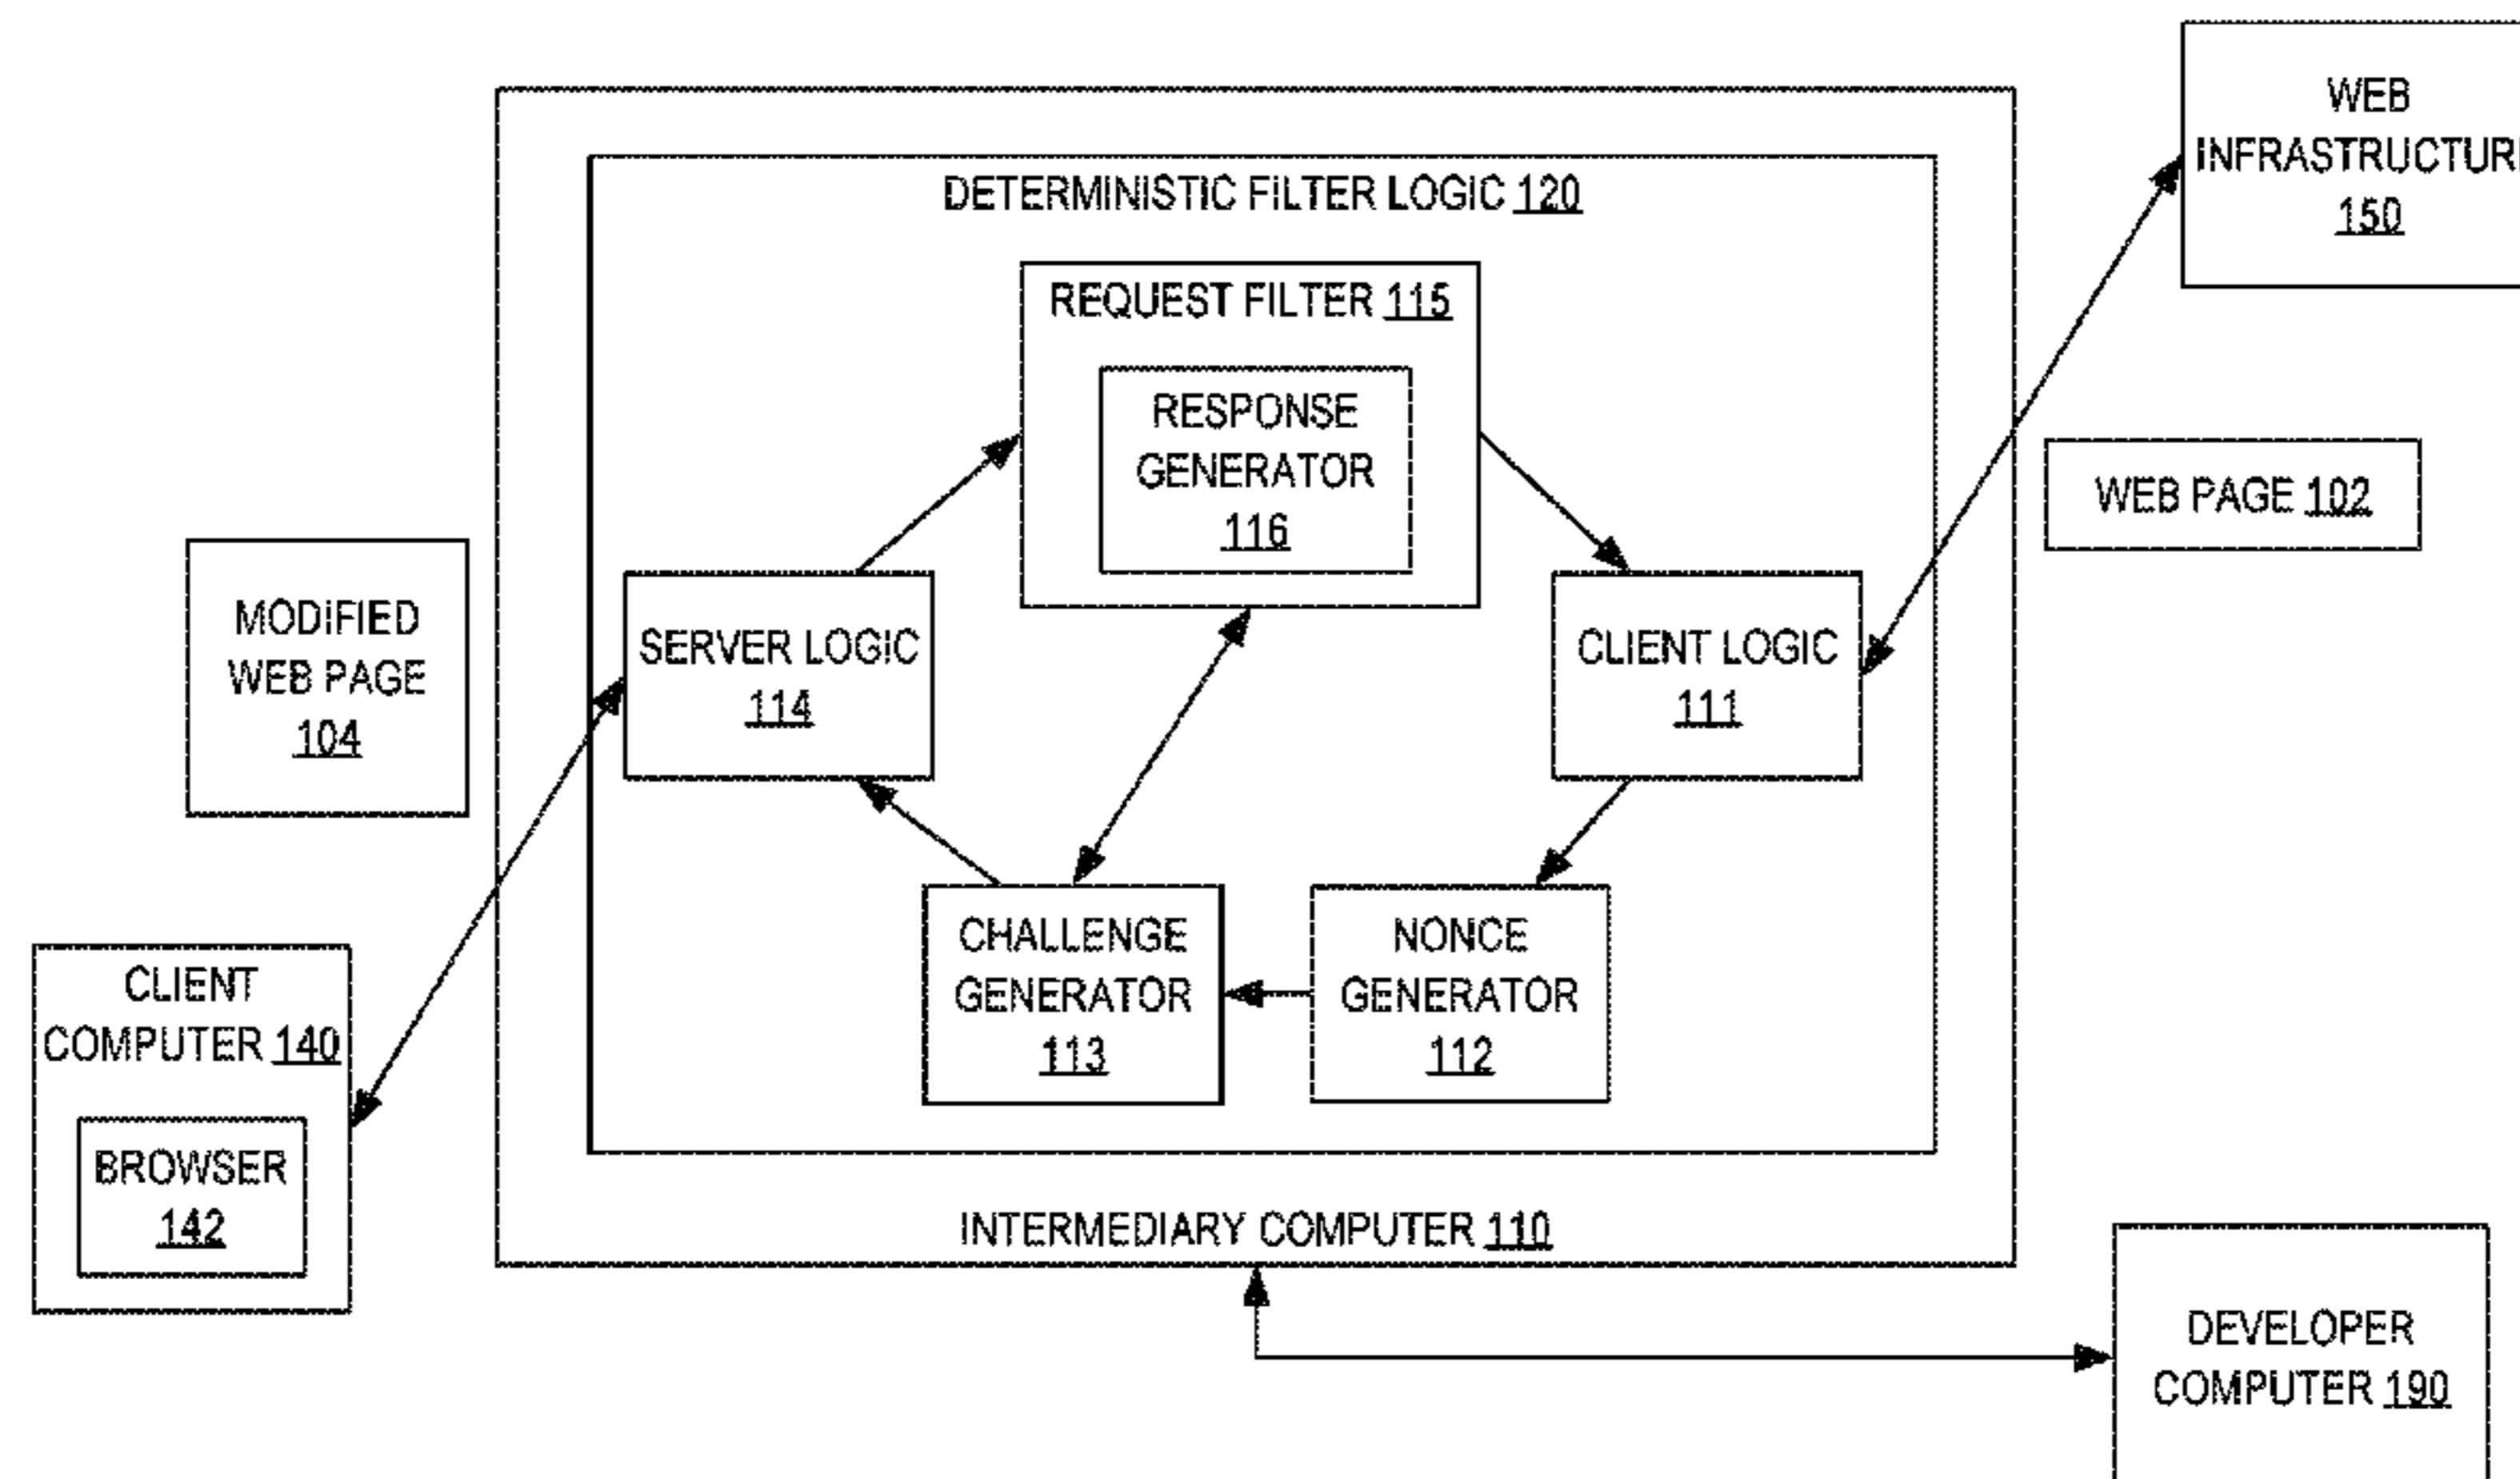 WEB
INFRASTRUCTURE
150
DETERMINISTIC FILTER LOGIC 120
REQUEST FILTER 115
RESPONSE
GENERATOR
116
WEB PAGE 102
MODIFIED
WEB PAGE
104
SERVER LOGIC
114
CLIENT LOGIC
111
CHALLENGE
GENERATOR
113
NONCE
GENERATOR
112
CLIENT
COMPUTER 140
BROWSER
142
INTERMEDIARY COMPUTER 110
DEVELOPER
COMPUTER 190